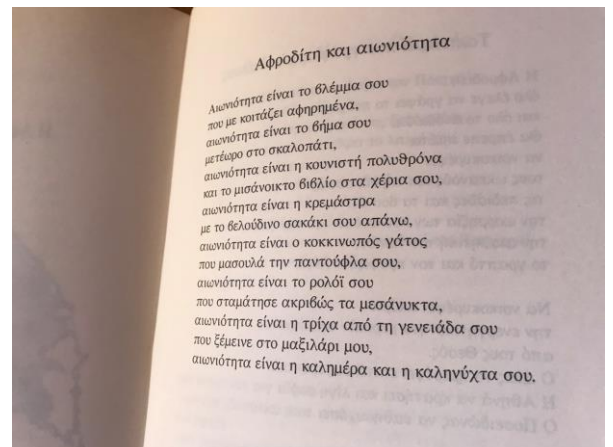 Αφροδίτη και αιωνιότητα
Αιωνιότητα είναι το βλέμμα σου
που με κοιτάζει αφηρημένα,
αιωνιότητα είναι το βήμα σου
μετέωρο στο σκαλοπάτι,
αιωνιότητα είναι η κουνιστή πολυθρόνα
και το μισάνοικτο βιβλίο στα χέρια σου,
αιωνιότητα είναι η κρεμάστρα
με το βελούδινο σακάκι σου απάνω,
αιωνιότητα είναι ο κοκκινωπός γάτος
που μασουλά την παντούφλα σου,
αιωνιότητα είναι το ρολόϊ σου
που σταμάτησε ακριβώς τα μεσάνυκτα,
αιωνιότητα είναι η τρίχα από τη γενειάδα σου
που ξέμεινε στο μαξιλάρι μου,
αιωνιότητα είναι η καλημέρα και η καληνύχτα σου.